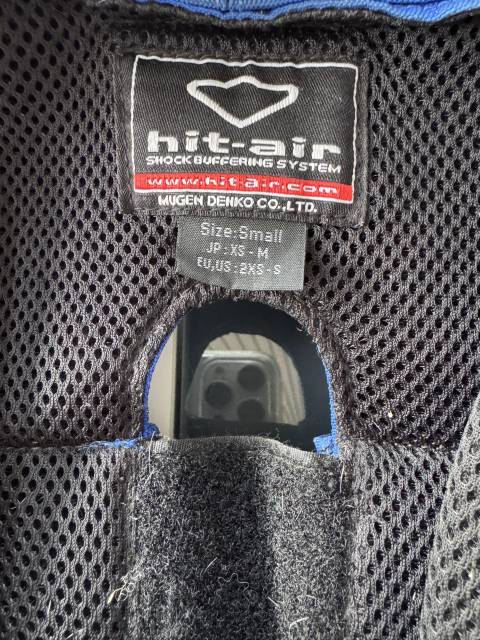 hit-air
SHOCK BUFFERING SYSTEM
www.hit-air.com
MUGEN DENKO CO.,LTD.
Size:Small
JP:XS-M
EU,US:2XS-S